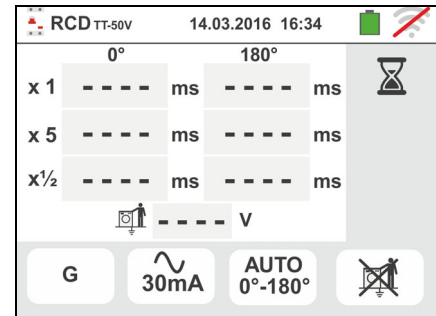 RCD TT-50V 14.03.2016 16:34
0° 180°
x 1 - - - - ms - - - - ms
x 5 - - - - ms - - - - ms
x½ - - - - ms - - - - ms
- - - - V
G 30mA AUTO 0°-180°